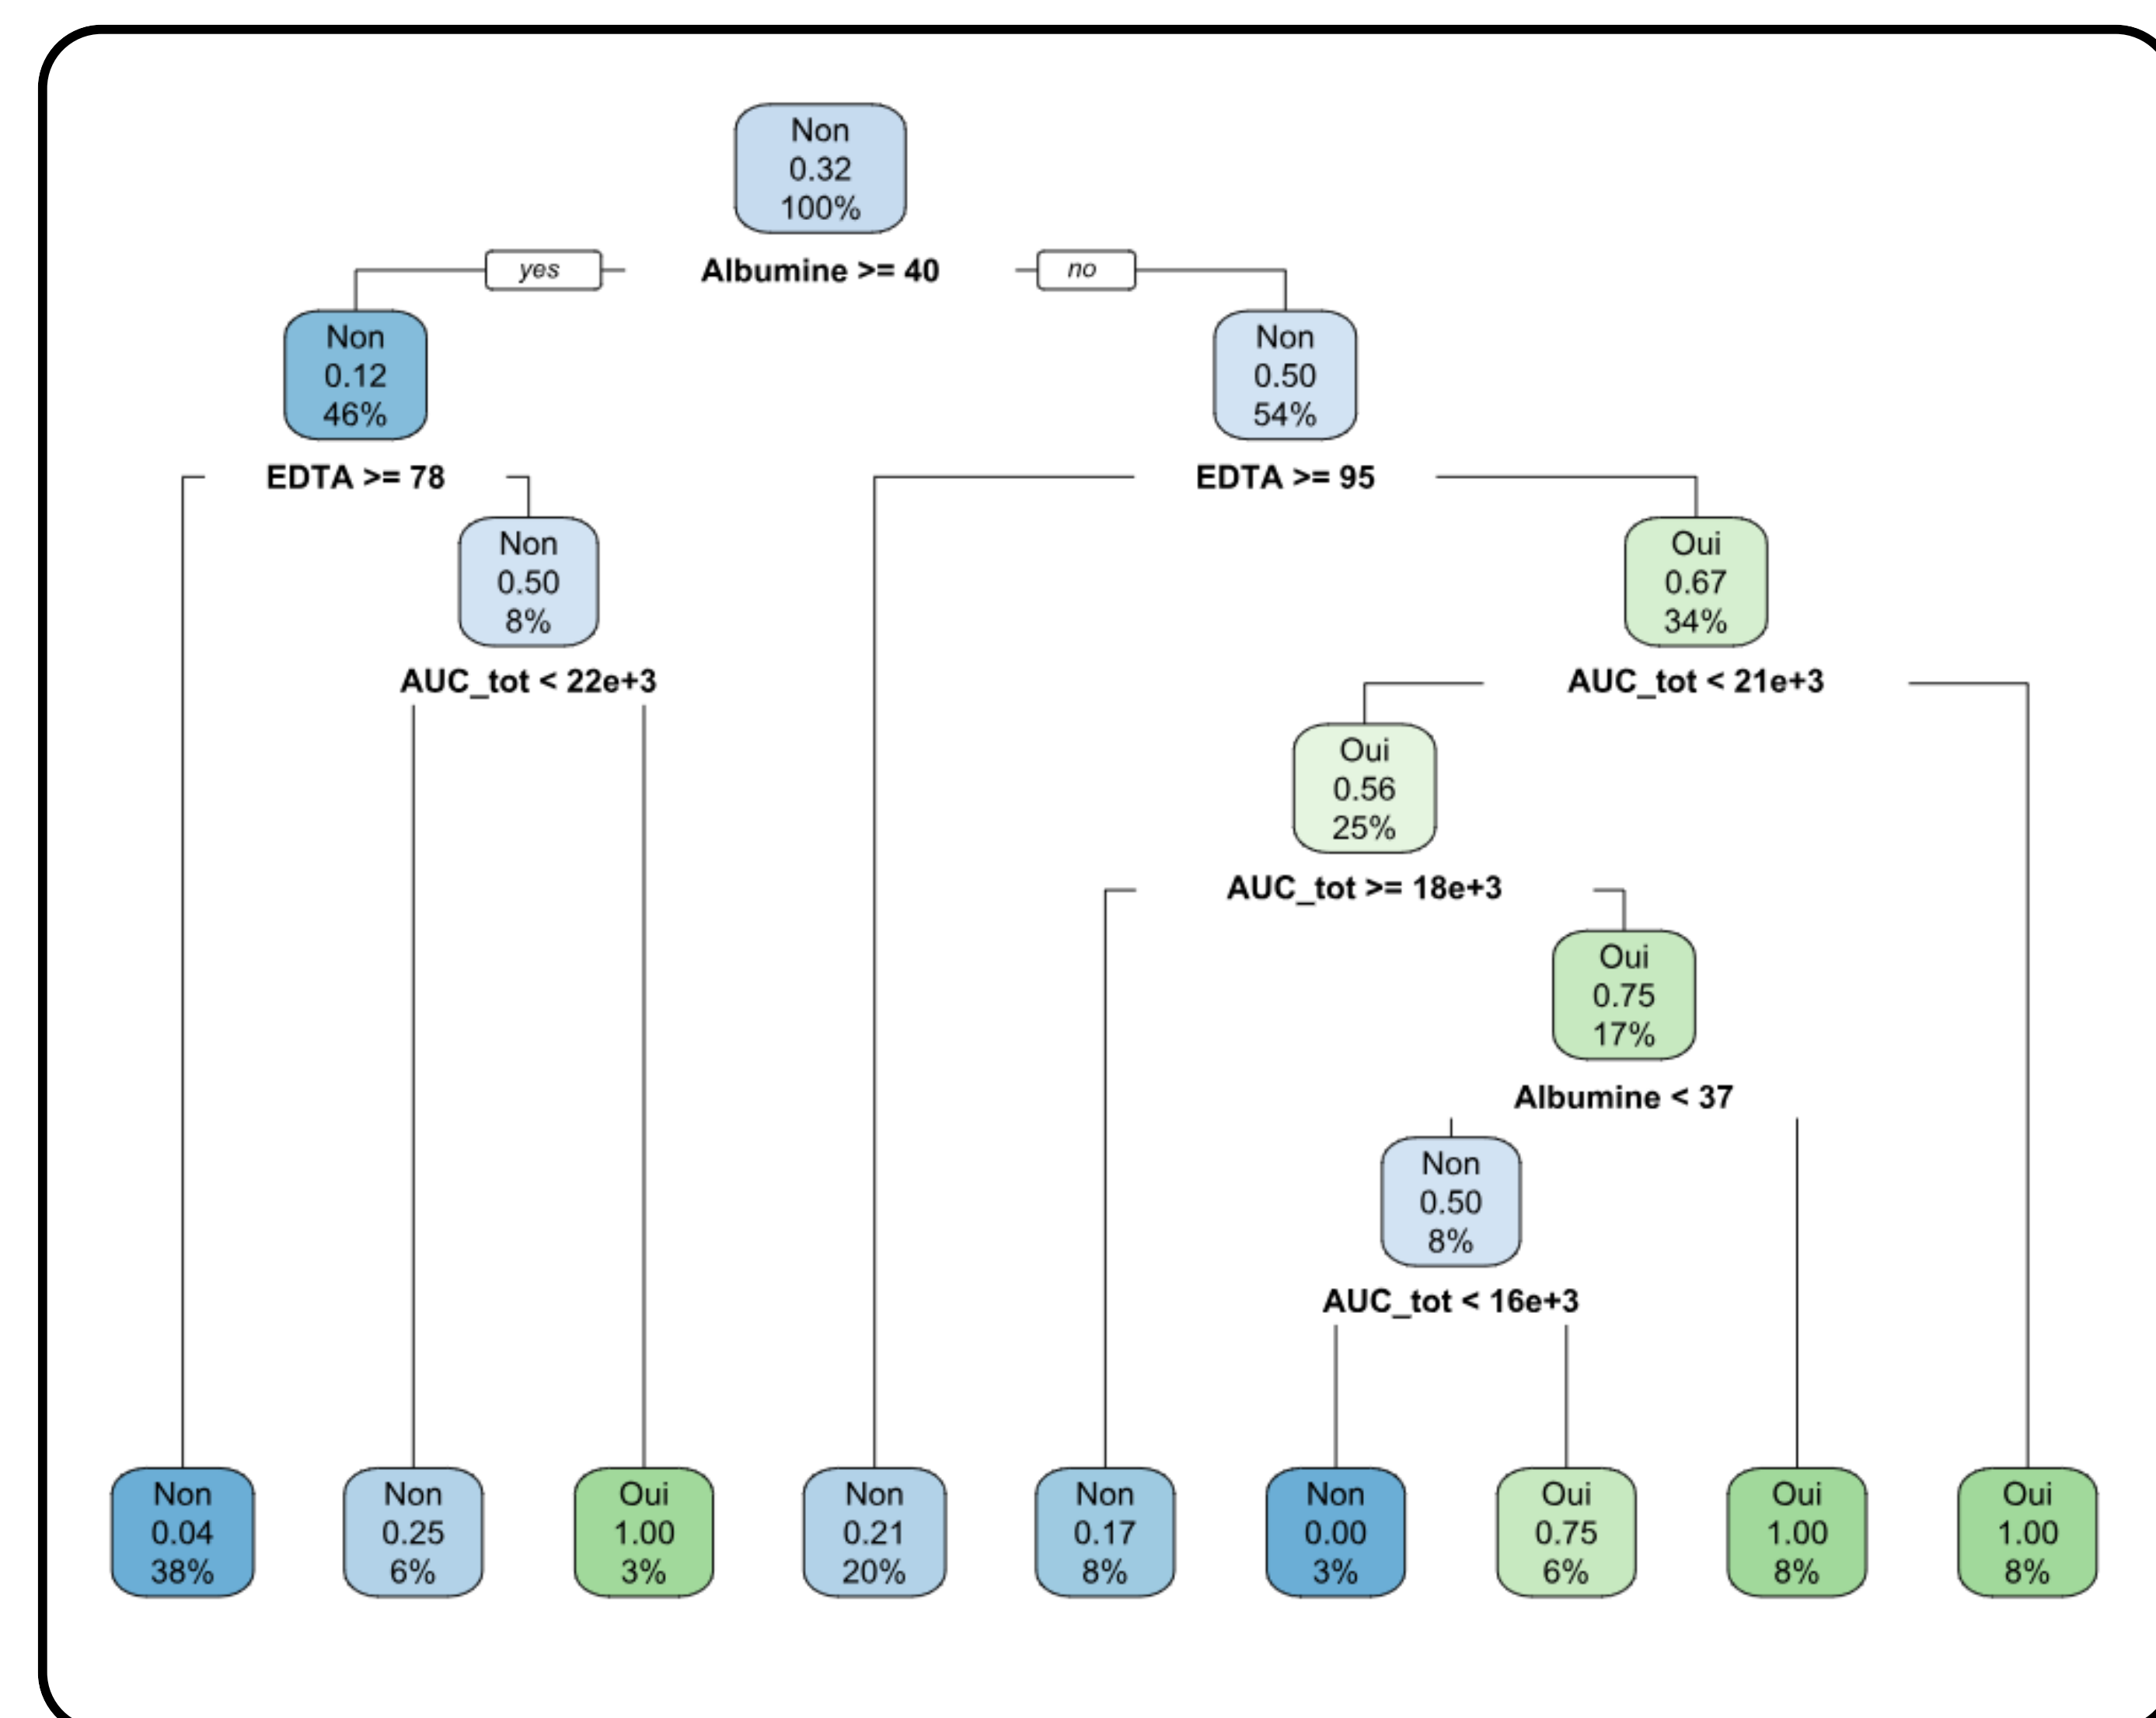 Non
0.32
100%
yes
Albumine >= 40
no
Non
0.12
46%
Non
0.50
54%
EDTA >= 78
EDTA >= 95
Non
0.50
8%
Oui
0.67
34%
AUC_tot < 22e+3
AUC_tot < 21e+3
Oui
0.56
25%
AUC_tot >= 18e+3
Oui
0.75
17%
Albumine < 37
Non
0.50
8%
AUC_tot < 16e+3
Non
0.04
38%
Non
0.25
6%
Oui
1.00
3%
Non
0.21
20%
Non
0.17
8%
Non
0.00
3%
Oui
0.75
6%
Oui
1.00
8%
Oui
1.00
8%